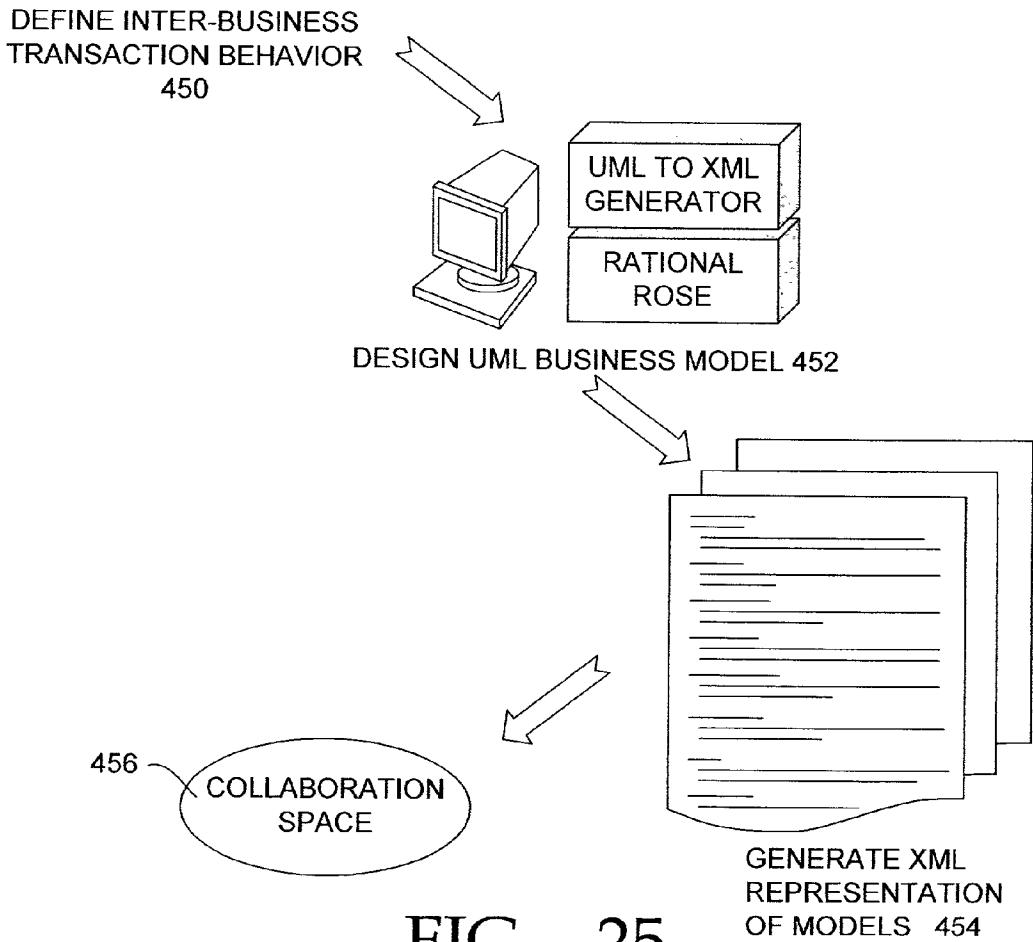 DEFINE INTER-BUSINESS
TRANSACTION BEHAVIOR
450
UML TO XML
GENERATOR
RATIONAL
ROSE
DESIGN UML BUSINESS MODEL 452
456
COLLABORATION
SPACE
GENERATE XML
REPRESENTATION
OF MODELS 454
FIG. 25